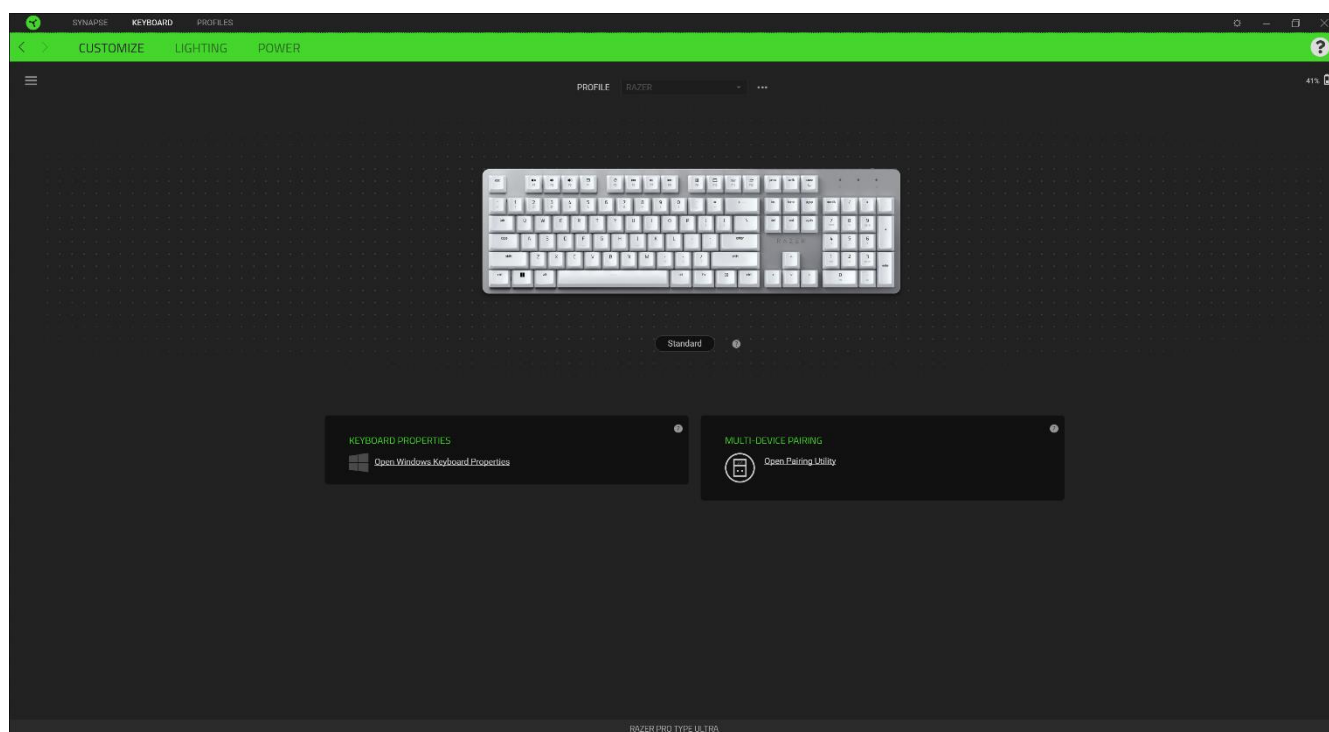 SYNAPSE KEYBOARD PROFILES
CUSTOMIZE LIGHTING POWER ?
PROFILE RAZER ...
41%
RAZER
Standard ?
KEYBOARD PROPERTIES ?
Open Windows Keyboard Properties
MULTI-DEVICE PAIRING ?
Open Pairing Utility
RAZER PRO TYPE ULTRA